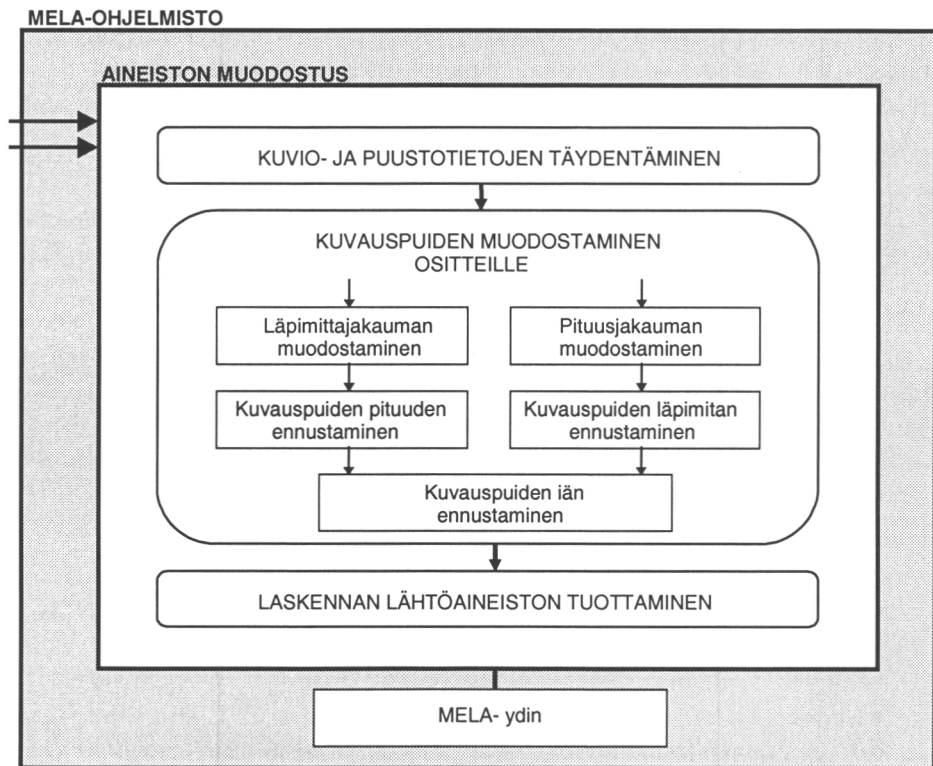 MELA-OHJELMISTO
AINEISTON MUODOSTUS
KUVIO- JA PUUSTOTIETOJEN TÄYDENTÄMINEN
KUVAUSPUIDEN MUODOSTAMINEN
OSITTEILLE
Läpimittajakauman
muodostaminen
Pituusjakauman
muodostaminen
Kuvauspuiden pituuden
ennustaminen
Kuvauspuiden läpimitan
ennustaminen
Kuvauspuiden iän
ennustaminen
LASKENNAN LÄHTÖAINEISTON TUOTTAMINEN
MELA- ydin